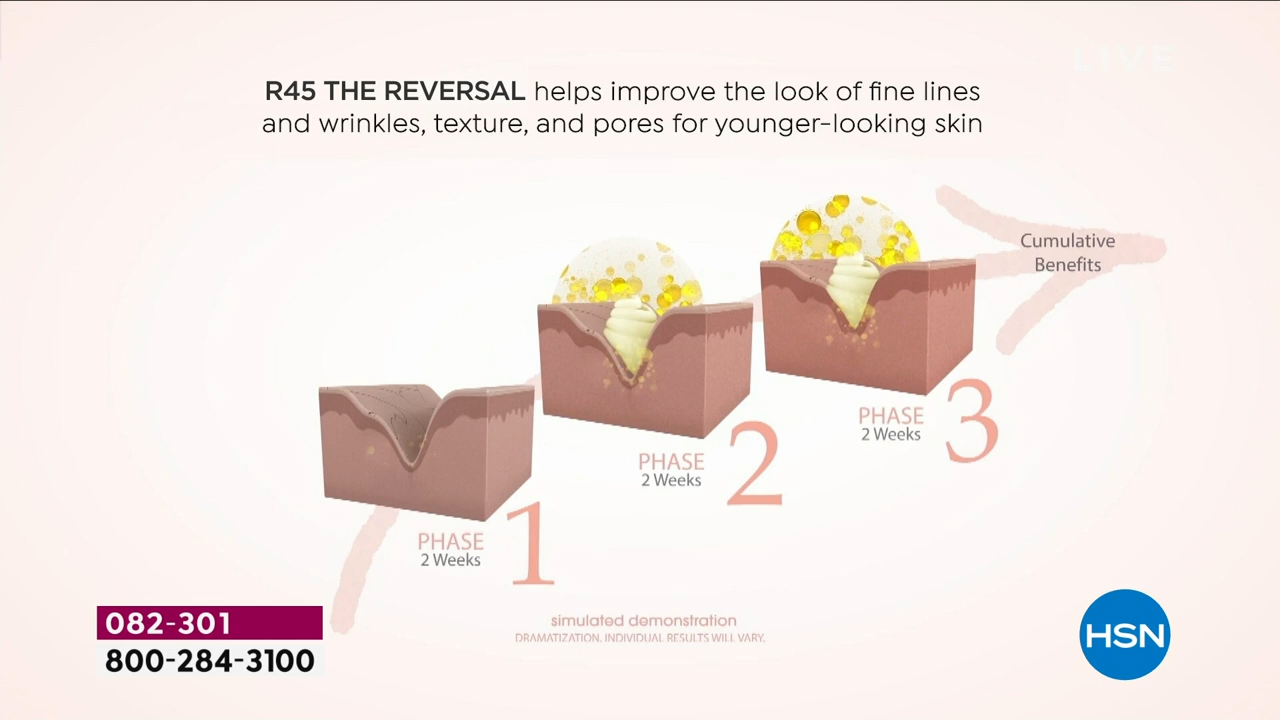 LIVE
R45 THE REVERSAL helps improve the look of fine lines
and wrinkles, texture, and pores for younger-looking skin
Cumulative
Benefits
PHASE
2 Weeks
3
PHASE
2 Weeks
2
PHASE
2 Weeks
1
simulated demonstration
DRAMATIZATION. INDIVIDUAL RESULTS WILL VARY.
082-301
800-284-3100
HSN